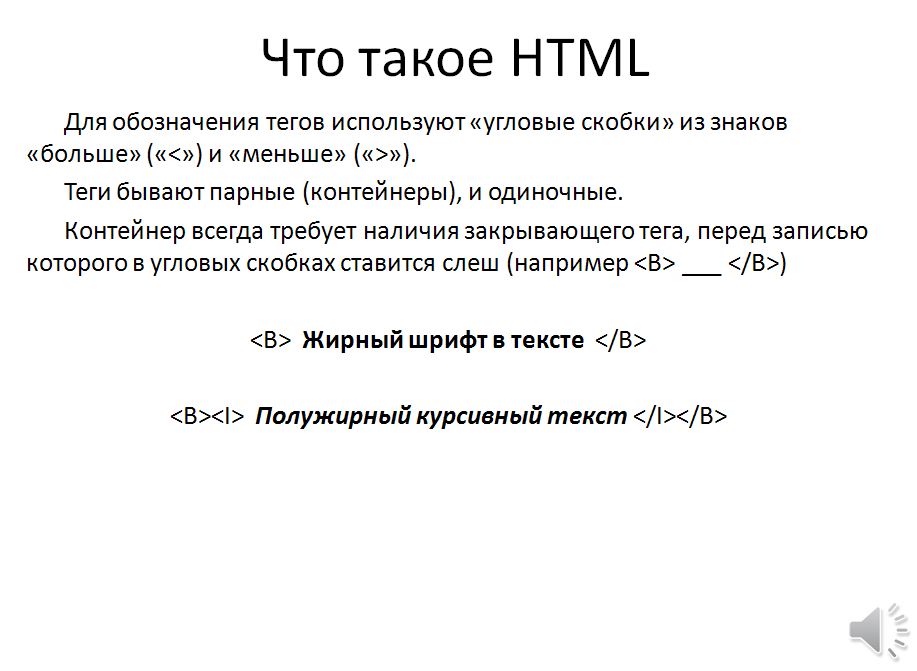 Что такое HTML
Для обозначения тегов используют «угловые скобки» из знаков
«больше» («<») и «меньше» («>»).
Теги бывают парные (контейнеры), и одиночные.
Контейнер всегда требует наличия закрывающего тега, перед записью
которого в угловых скобках ставится слеш (например <B> ___ </B>)
<B> Жирный шрифт в тексте </B>
<B><I> Полужирный курсивный текст </I></B>